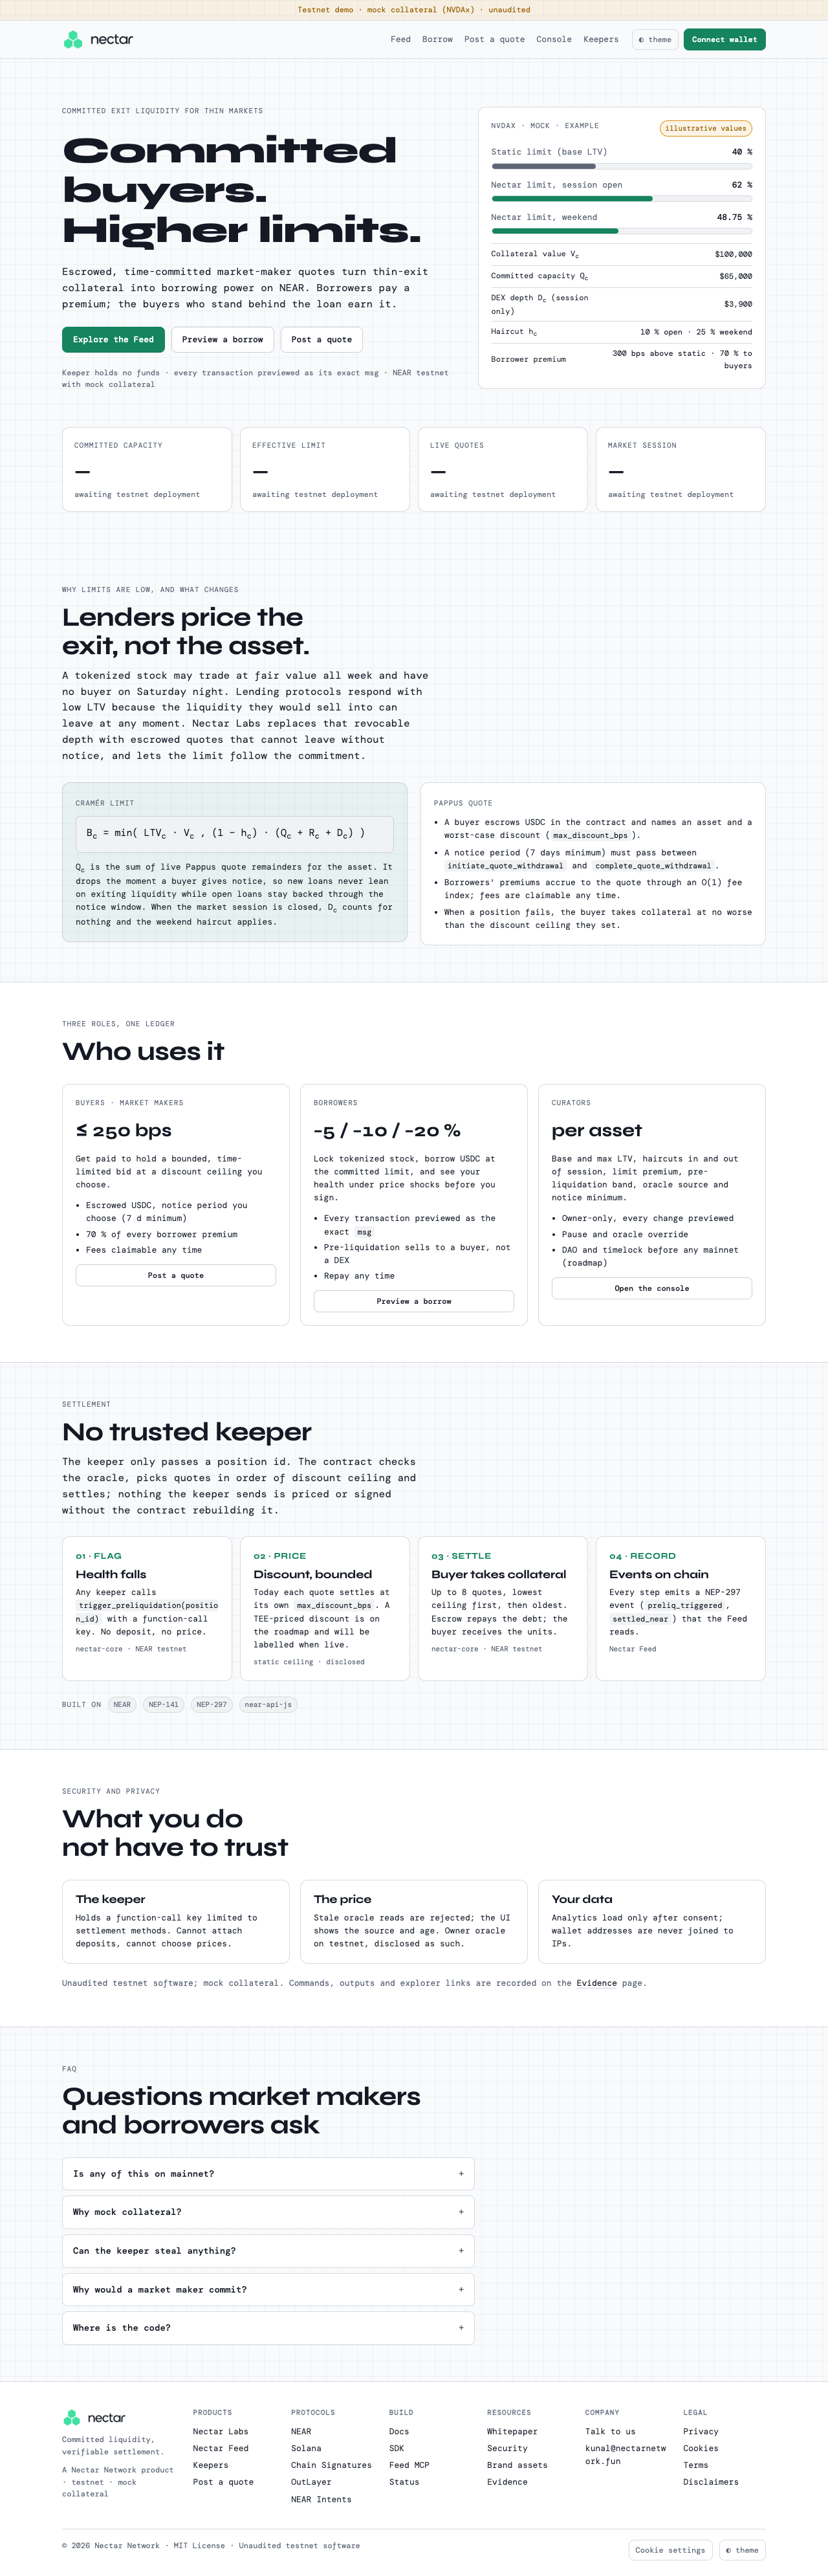 Testnet demo · mock collateral (NVDAx) · unaudited
nectar
Feed Borrow Post a quote Console Keepers
◐ theme
Connect wallet
COMMITTED EXIT LIQUIDITY FOR THIN MARKETS
Committed
buyers.
Higher limits.
Escrowed, time-committed market-maker quotes turn thin-exit
collateral into borrowing power on NEAR. Borrowers pay a
premium; the buyers who stand behind the loan earn it.
Explore the Feed
Preview a borrow
Post a quote
Keeper holds no funds · every transaction previewed as its exact msg · NEAR testnet
with mock collateral
NVDAX · MOCK · EXAMPLE
illustrative values
Static limit (base LTV) 40 %
Nectar limit, session open 62 %
Nectar limit, weekend 48.75 %
Collateral value Vc $100,000
Committed capacity Qc $65,000
DEX depth Dc (session
only) $3,900
Haircut hc 10 % open · 25 % weekend
Borrower premium 300 bps above static · 70 % to
buyers
COMMITTED CAPACITY
—
awaiting testnet deployment
EFFECTIVE LIMIT
—
awaiting testnet deployment
LIVE QUOTES
—
awaiting testnet deployment
MARKET SESSION
—
awaiting testnet deployment
WHY LIMITS ARE LOW, AND WHAT CHANGES
Lenders price the
exit, not the asset.
A tokenized stock may trade at fair value all week and have
no buyer on Saturday night. Lending protocols respond with
low LTV because the liquidity they would sell into can
leave at any moment. Nectar Labs replaces that revocable
depth with escrowed quotes that cannot leave without
notice, and lets the limit follow the commitment.
CRAMÉR LIMIT
Bc = min( LTVc · Vc , (1 − hc) · (Qc + Rc + Dc) )
Qc is the sum of live Pappus quote remainders for the asset. It
drops the moment a buyer gives notice, so new loans never lean
on exiting liquidity while open loans stay backed through the
notice window. When the market session is closed, Dc counts for
nothing and the weekend haircut applies.
PAPPUS QUOTE
• A buyer escrows USDC in the contract and names an asset and a
worst-case discount (max_discount_bps).
• A notice period (7 days minimum) must pass between
initiate_quote_withdrawal and complete_quote_withdrawal.
• Borrowers' premiums accrue to the quote through an O(1) fee
index; fees are claimable any time.
• When a position fails, the buyer takes collateral at no worse
than the discount ceiling they set.
THREE ROLES, ONE LEDGER
Who uses it
BUYERS · MARKET MAKERS
≤ 250 bps
Get paid to hold a bounded, time-
limited bid at a discount ceiling you
choose.
• Escrowed USDC, notice period you
choose (7 d minimum)
• 70 % of every borrower premium
• Fees claimable any time
Post a quote
BORROWERS
−5 / −10 / −20 %
Lock tokenized stock, borrow USDC at
the committed limit, and see your
health under price shocks before you
sign.
• Every transaction previewed as the
exact msg
• Pre-liquidation sells to a buyer, not
a DEX
• Repay any time
Preview a borrow
CURATORS
per asset
Base and max LTV, haircuts in and out
of session, limit premium, pre-
liquidation band, oracle source and
notice minimum.
• Owner-only, every change previewed
• Pause and oracle override
• DAO and timelock before any mainnet
(roadmap)
Open the console
SETTLEMENT
No trusted keeper
The keeper only passes a position id. The contract checks
the oracle, picks quotes in order of discount ceiling and
settles; nothing the keeper sends is priced or signed
without the contract rebuilding it.
01 · FLAG
Health falls
Any keeper calls
trigger_preliquidation(positio
n_id) with a function-call
key. No deposit, no price.
nectar-core · NEAR testnet
02 · PRICE
Discount, bounded
Today each quote settles at
its own max_discount_bps. A
TEE-priced discount is on
the roadmap and will be
labelled when live.
static ceiling · disclosed
03 · SETTLE
Buyer takes collateral
Up to 8 quotes, lowest
ceiling first, then oldest.
Escrow repays the debt; the
buyer receives the units.
nectar-core · NEAR testnet
04 · RECORD
Events on chain
Every step emits a NEP-297
event (preliq_triggered,
settled_near) that the Feed
reads.
Nectar Feed
BUILT ON NEAR NEP-141 NEP-297 near-api-js
SECURITY AND PRIVACY
What you do
not have to trust
The keeper
Holds a function-call key limited to
settlement methods. Cannot attach
deposits, cannot choose prices.
The price
Stale oracle reads are rejected; the UI
shows the source and age. Owner oracle
on testnet, disclosed as such.
Your data
Analytics load only after consent;
wallet addresses are never joined to
IPs.
Unaudited testnet software; mock collateral. Commands, outputs and explorer links are recorded on the Evidence page.
FAQ
Questions market makers
and borrowers ask
Is any of this on mainnet? +
Why mock collateral? +
Can the keeper steal anything? +
Why would a market maker commit? +
Where is the code? +
nectar
Committed liquidity,
verifiable settlement.
A Nectar Network product
· testnet · mock
collateral
PRODUCTS
Nectar Labs
Nectar Feed
Keepers
Post a quote
PROTOCOLS
NEAR
Solana
Chain Signatures
OutLayer
NEAR Intents
BUILD
Docs
SDK
Feed MCP
Status
RESOURCES
Whitepaper
Security
Brand assets
Evidence
COMPANY
Talk to us
kunal@nectarnetw
ork.fun
LEGAL
Privacy
Cookies
Terms
Disclaimers
© 2026 Nectar Network · MIT License · Unaudited testnet software
Cookie settings
◐ theme